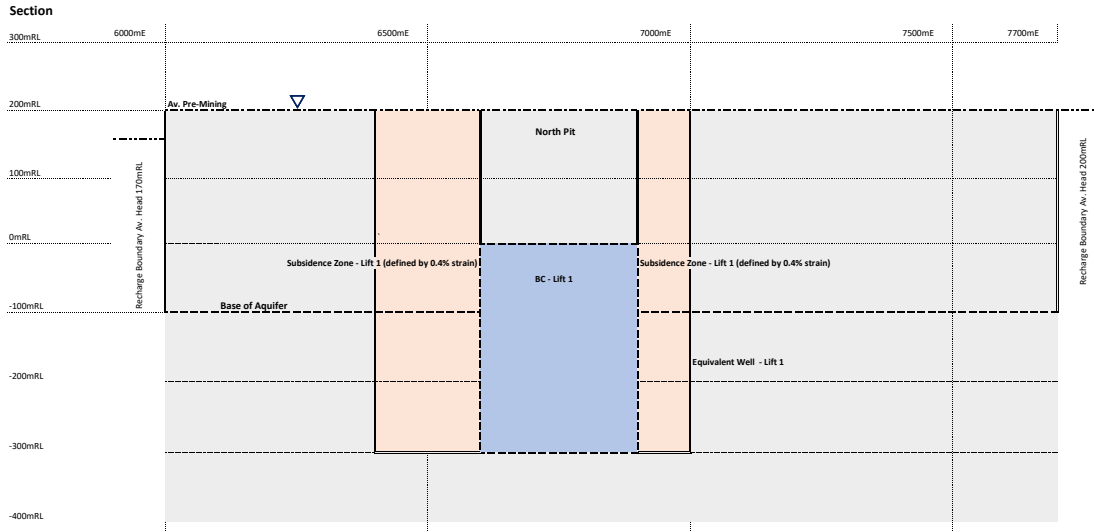 Section
6000mE
6500mE
7000mE
7500mE
7700mE
300mRL
200mRL
Av. Pre-Mining
North Pit
Recharge Boundary Av. Head 170mRL
Recharge Boundary Av. Head 200mRL
100mRL
0mRL
Subsidence Zone - Lift 1 (defined by 0.4% strain)
Subsidence Zone - Lift 1 (defined by 0.4% strain)
BC - Lift 1
-100mRL
Base of Aquifer
Equivalent Well - Lift 1
-200mRL
-300mRL
-400mRL